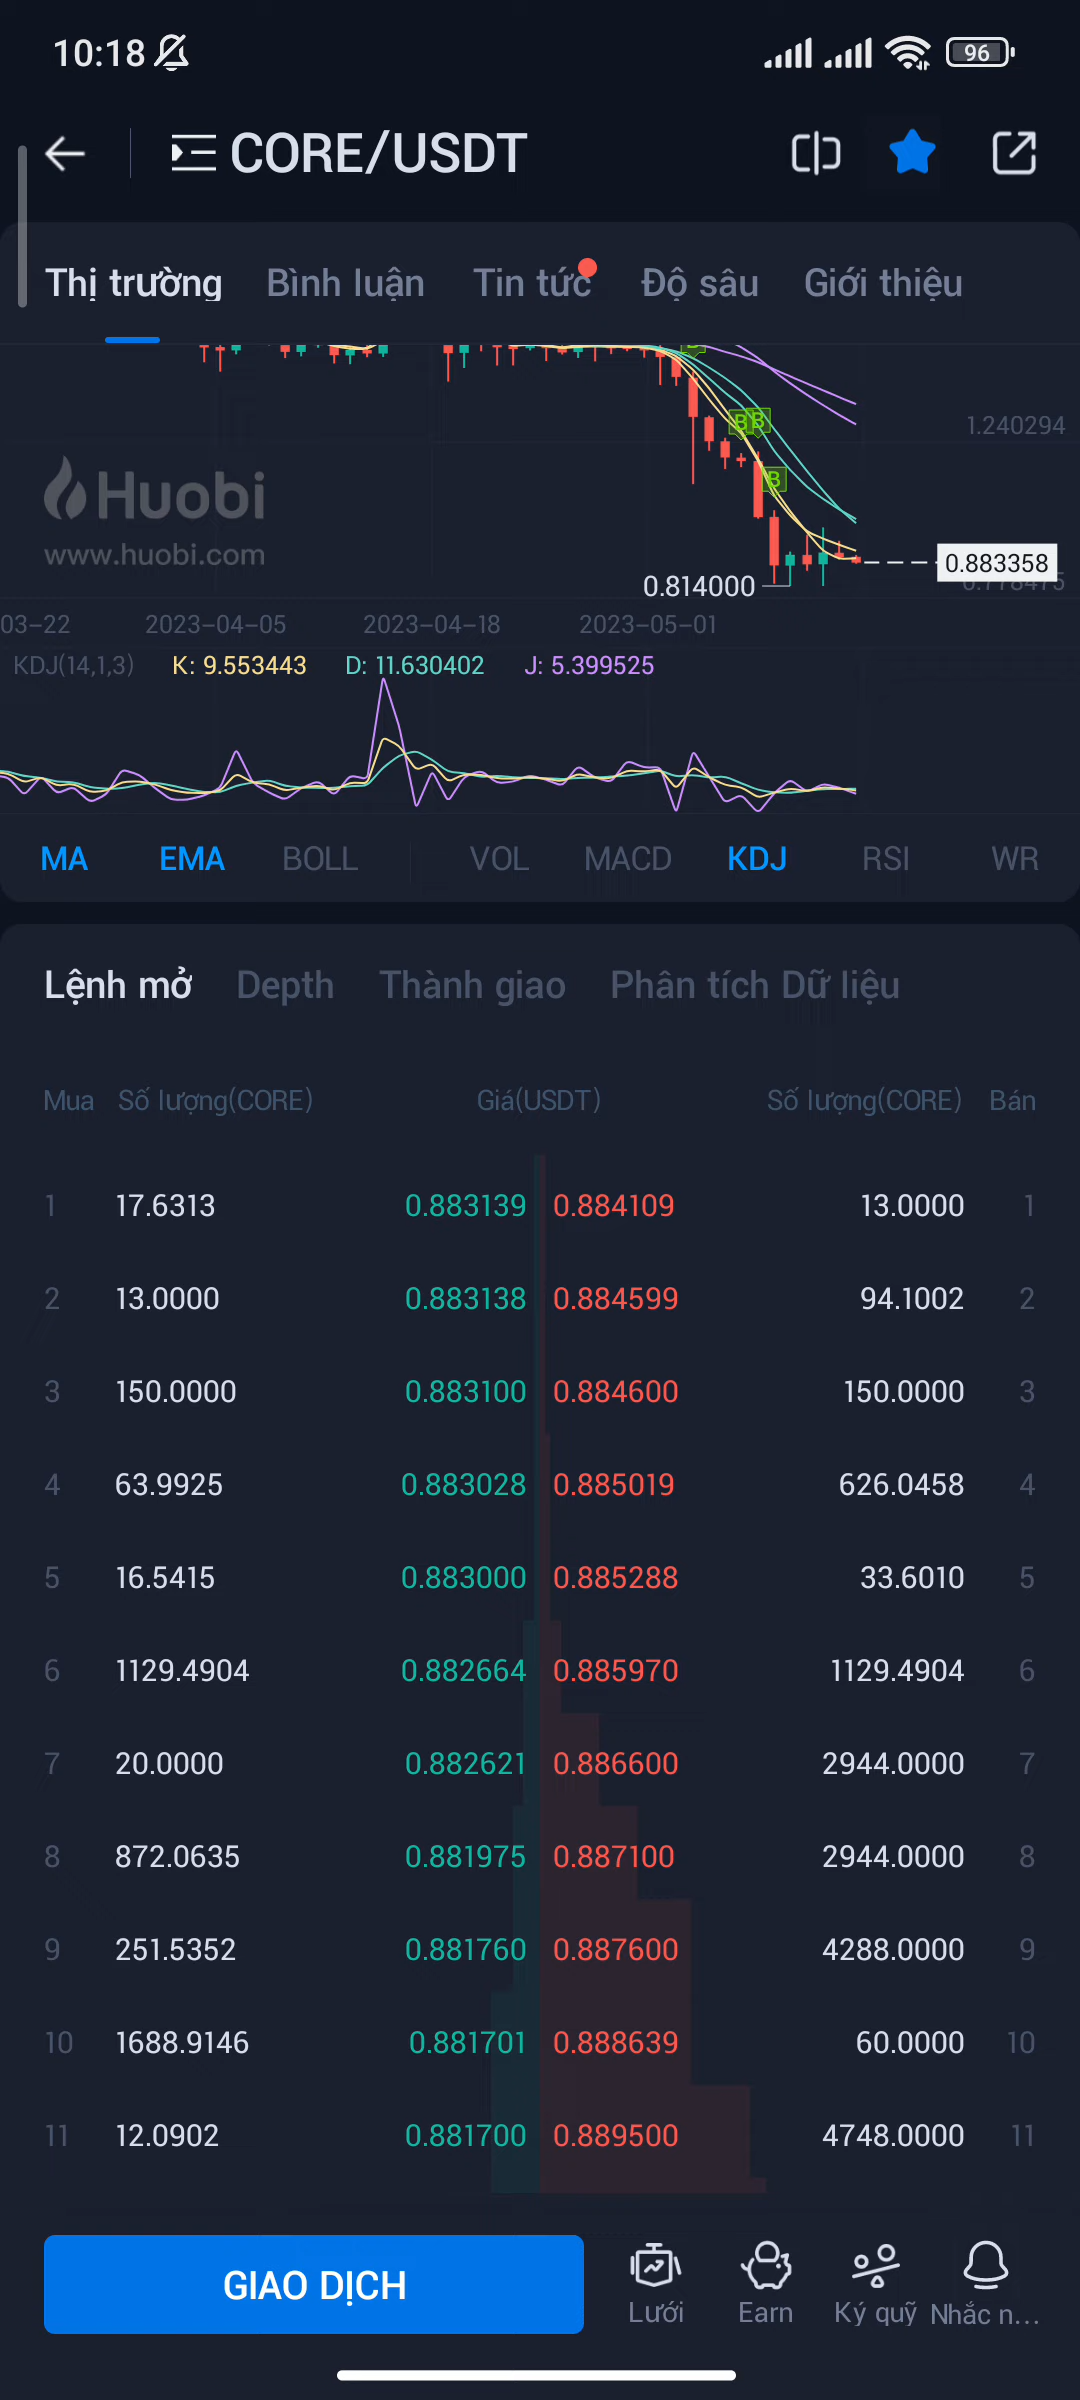 10:18 96
CORE/USDT
Thị trường Bình luận Tin tức Độ sâu Giới thiệu
B
1.240294
B B
B
Huobi
www.huobi.com
0.883358
0.778475
0.814000
03-22 2023-04-05 2023-04-18 2023-05-01
KDJ(14,1,3) K: 9.553443 D: 11.630402 J: 5.399525
MA EMA BOLL VOL MACD KDJ RSI WR
Lệnh mở Depth Thành giao Phân tích Dữ liệu
Mua Số lượng(CORE) Giá(USDT) Số lượng(CORE) Bán
1 17.6313 0.883139 0.884109 13.0000 1
2 13.0000 0.883138 0.884599 94.1002 2
3 150.0000 0.883100 0.884600 150.0000 3
4 63.9925 0.883028 0.885019 626.0458 4
5 16.5415 0.883000 0.885288 33.6010 5
6 1129.4904 0.882664 0.885970 1129.4904 6
7 20.0000 0.882621 0.886600 2944.0000 7
8 872.0635 0.881975 0.887100 2944.0000 8
9 251.5352 0.881760 0.887600 4288.0000 9
10 1688.9146 0.881701 0.888639 60.0000 10
11 12.0902 0.881700 0.889500 4748.0000 11
GIAO DỊCH
Lưới Earn Ký quỹ Nhắc n...